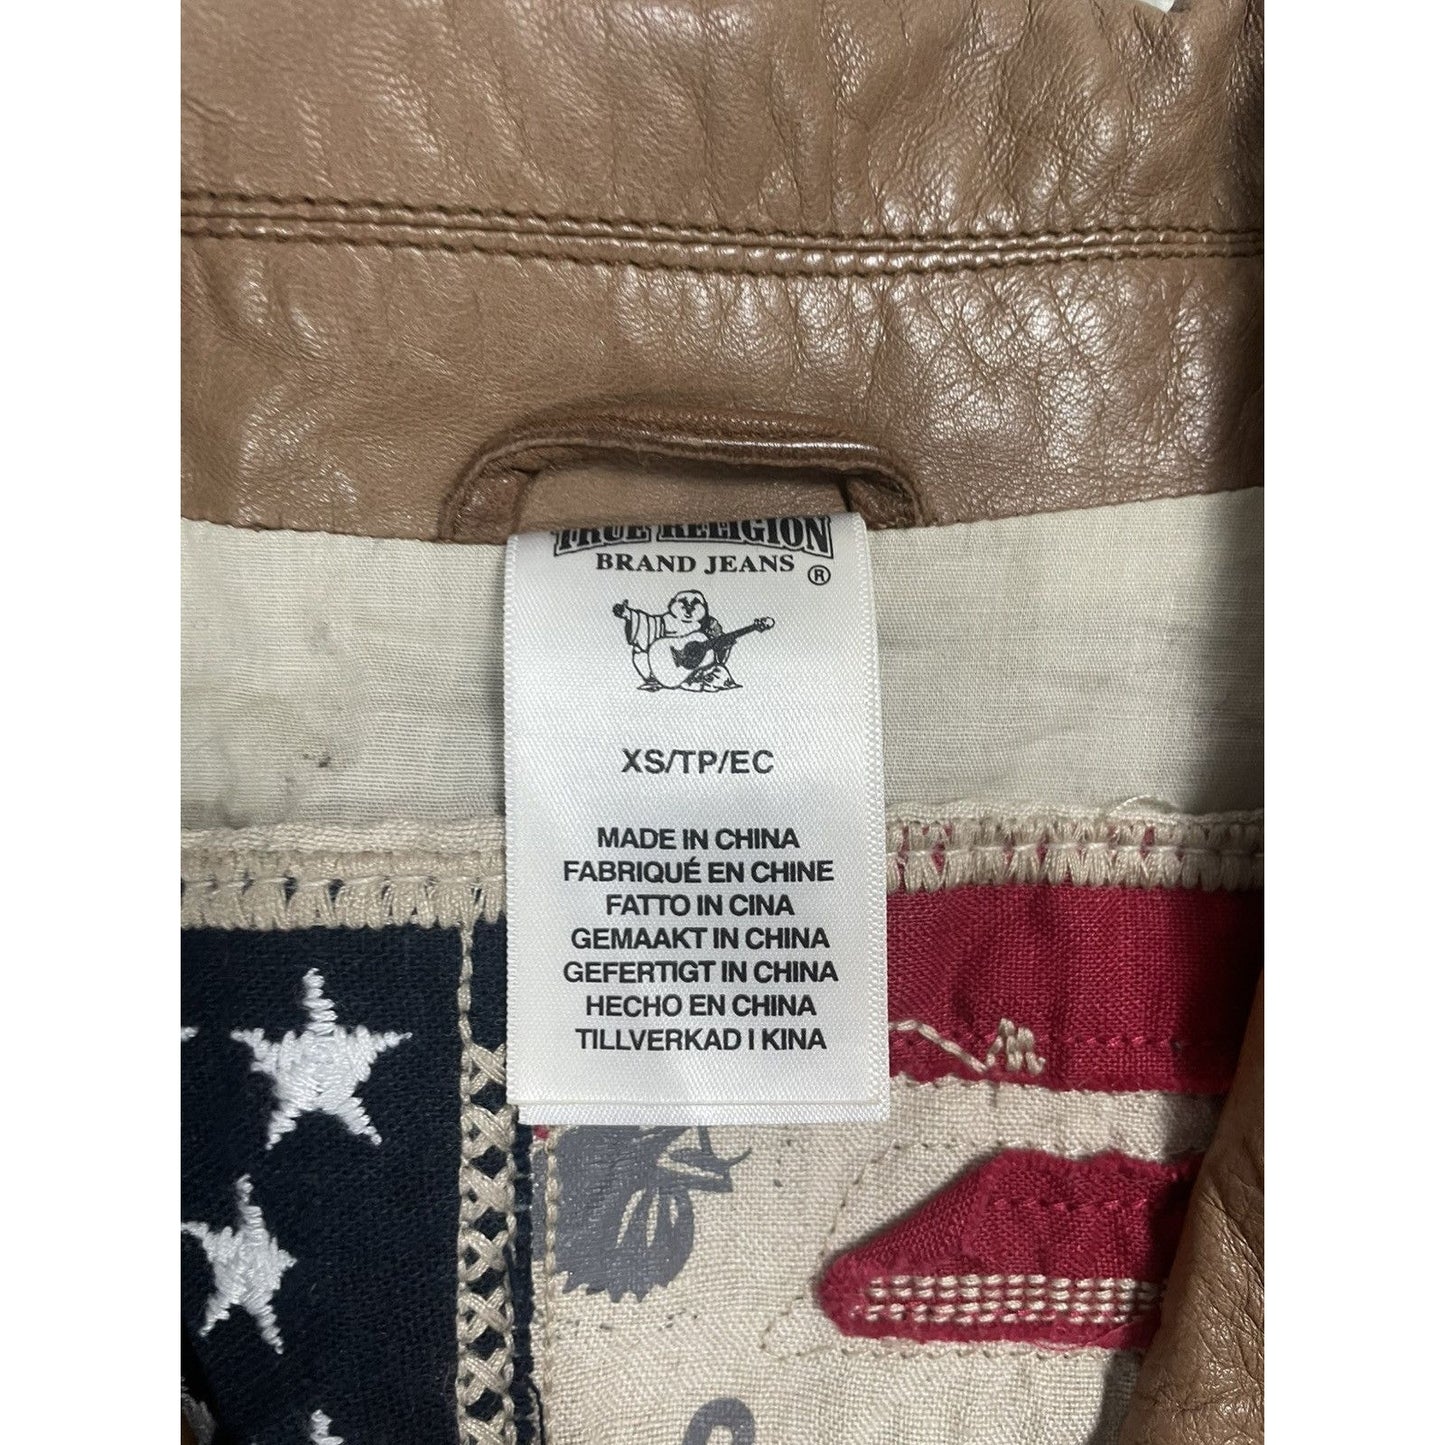 TRUE RELIGION
BRAND JEANS ®
XS/TP/EC
MADE IN CHINA
FABRIQUÉ EN CHINE
FATTO IN CINA
GEMAAKT IN CHINA
GEFERTIGT IN CHINA
HECHO EN CHINA
TILLVERKAD I KINA